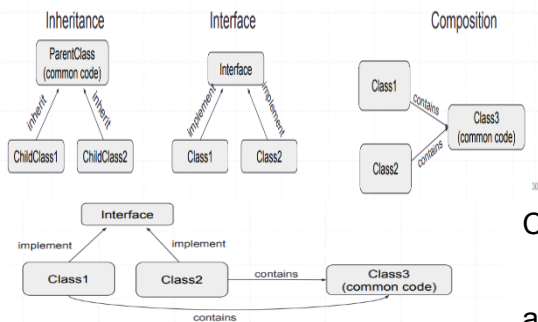 Inheritance
Interface
Composition
ParentClass
(common code)
inherit
inherit
ChildClass1
ChildClass2
Interface
implement
implement
Class1
Class2
Class1
contains
Class3
(common code)
contains
Class2
30
Interface
implement
implement
Class1
Class2
contains
Class3
(common code)
contains
C
a